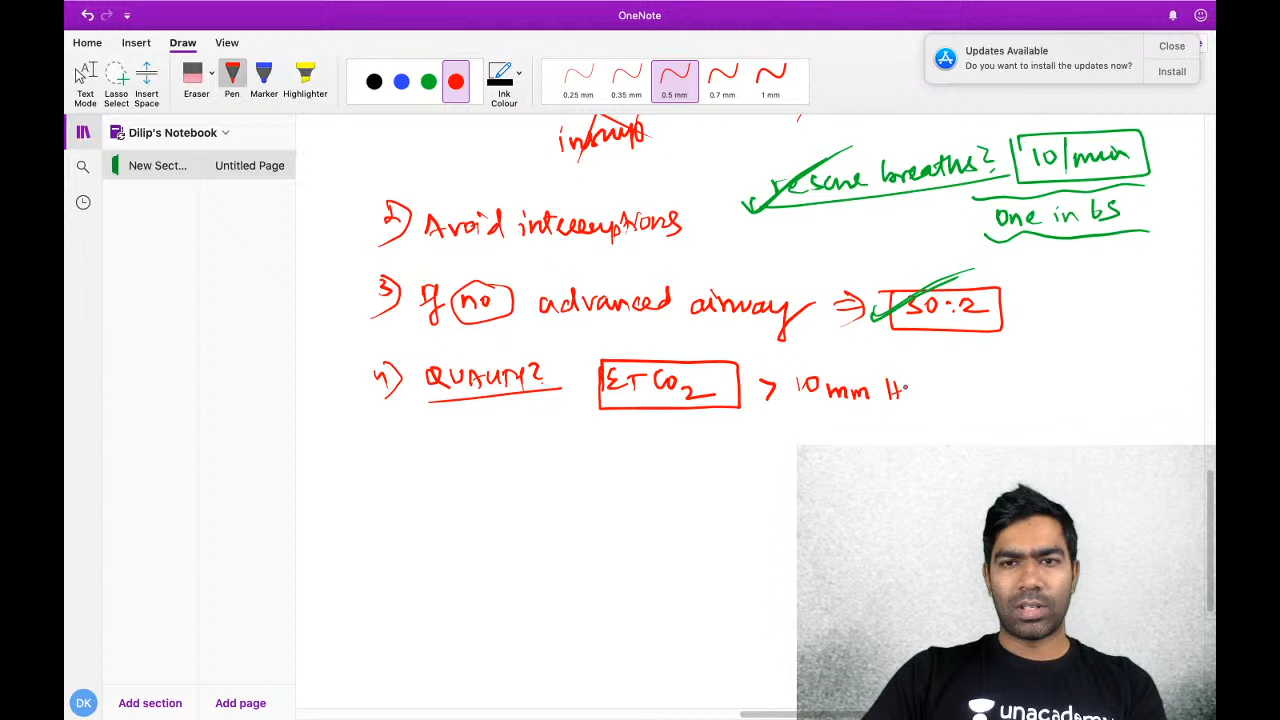 OneNote
Home Insert Draw View
Updates Available
Do you want to install the updates now?
Close
Install
Text Mode
Lasso Select
Insert Space
Eraser
Pen
Marker
Highlighter
0.25 mm
0.35 mm
0.5 mm
0.7 mm
1 mm
Ink Colour
Dilip's Notebook
New Sect...
Untitled Page
rescue breaths? 10/min
one in 6s
2) Avoid interruptions
3) If no advanced airway ⇒ 30:2
4) QUALITY? ETCO2 > 10 mm H
unacademy
DK
Add section
Add page